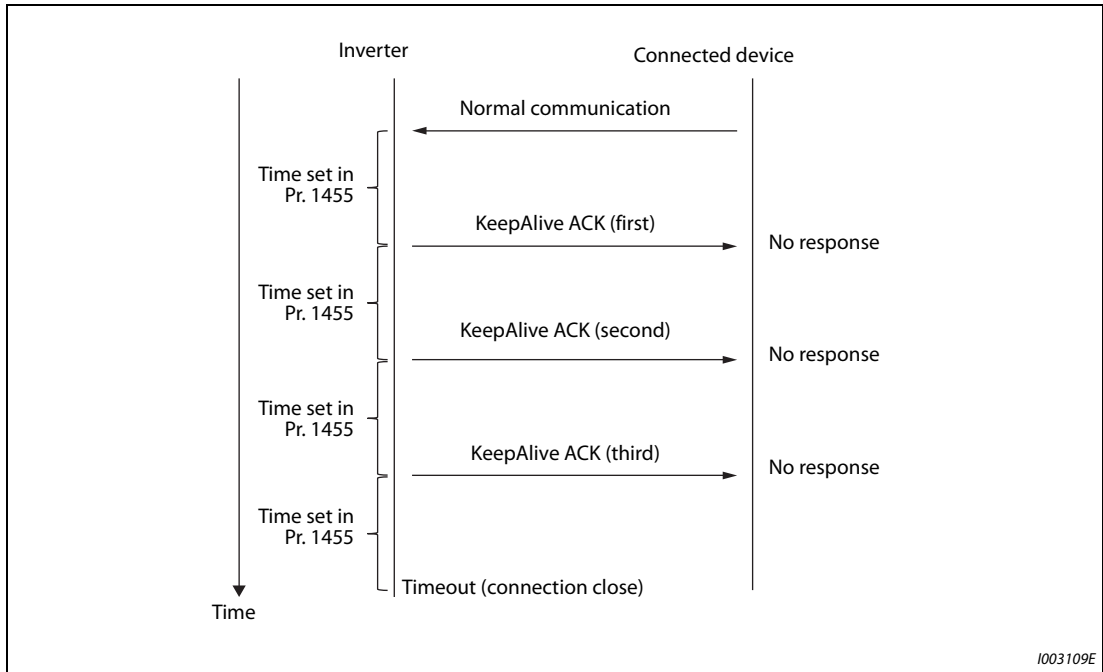 Inverter
Connected device
Normal communication
Time set in
Pr. 1455
KeepAlive ACK (first)
No response
Time set in
Pr. 1455
KeepAlive ACK (second)
No response
Time set in
Pr. 1455
KeepAlive ACK (third)
No response
Time set in
Pr. 1455
Timeout (connection close)
Time
I003109E